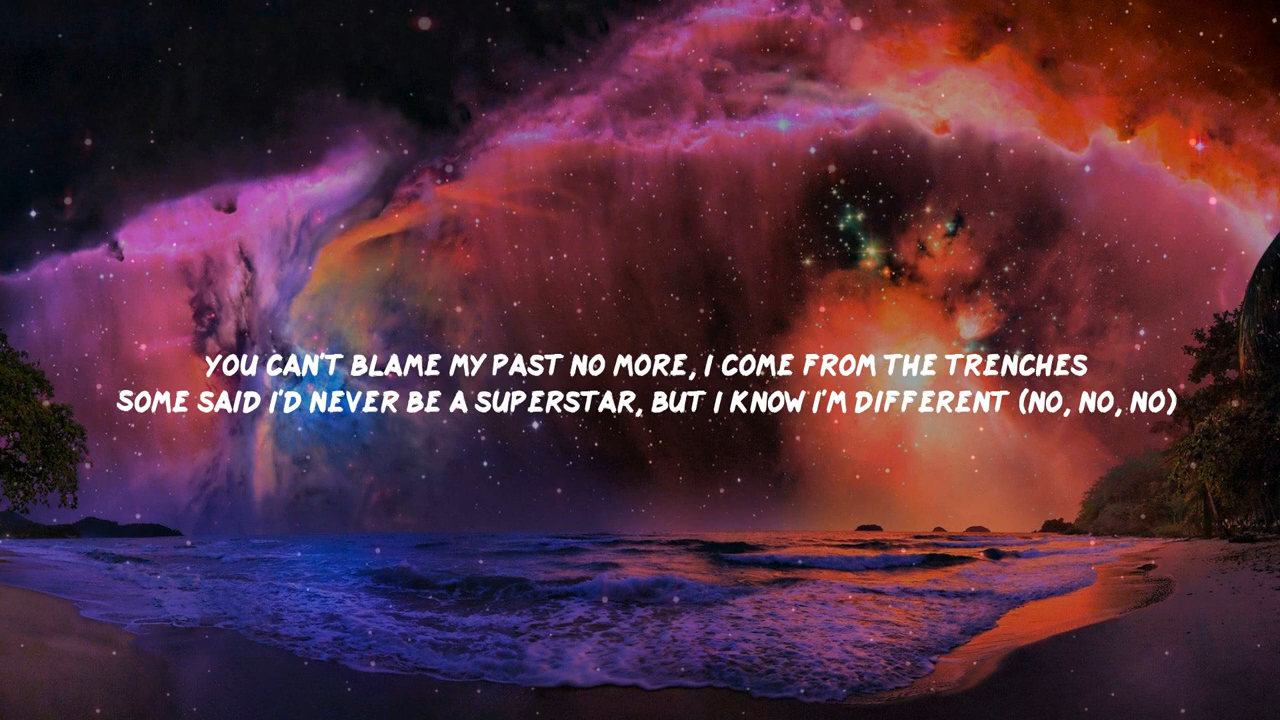 YOU CAN'T BLAME MY PAST NO MORE, I COME FROM THE TRENCHES
SOME SAID I'D NEVER BE A SUPERSTAR, BUT I KNOW I'M DIFFERENT (NO, NO, NO)